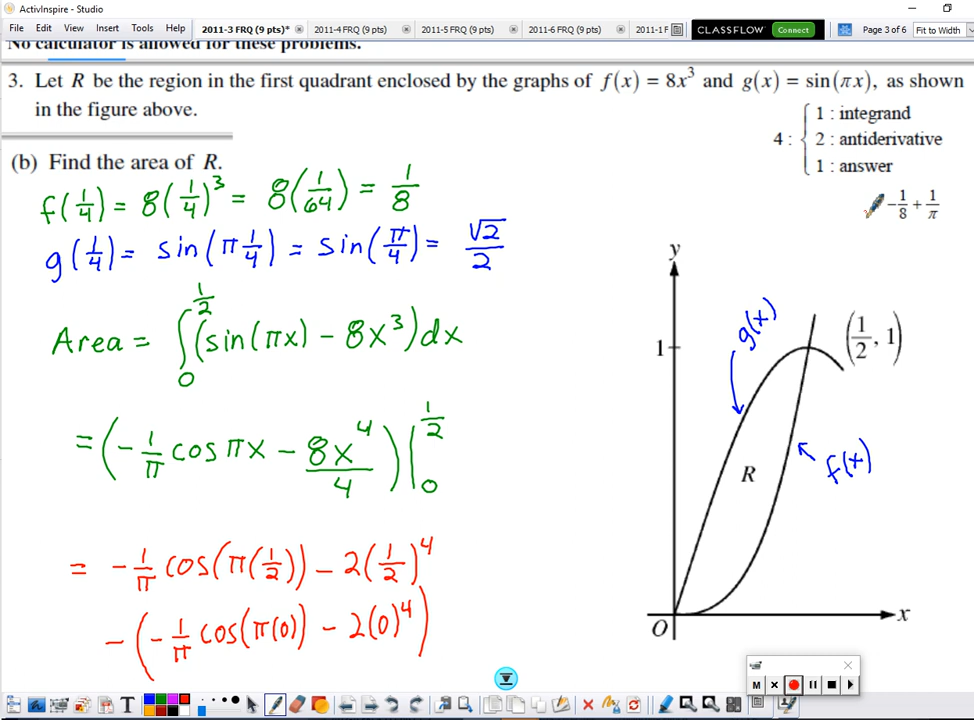 ActivInspire - Studio
File Edit View Insert Tools Help 2011-3 FRQ (9 pts)* 2011-4 FRQ (9 pts) 2011-5 FRQ (9 pts) 2011-6 FRQ (9 pts) 2011-1 F CLASSFLOW Connect Page 3 of 6 Fit to Width
No calculator is allowed for these problems.
3. Let R be the region in the first quadrant enclosed by the graphs of f(x) = 8x³ and g(x) = sin(πx), as shown
in the figure above.
4 : { 1 : integrand
2 : antiderivative
1 : answer
(b) Find the area of R.
-1/8 + 1/π
f(1/4) = 8(1/4)³ = 8(1/64) = 1/8
g(1/4) = sin(π 1/4) = sin(π/4) = √2/2
Area = ∫₀^(1/2) (sin(πx) - 8x³) dx
= (-1/π cos πx - 8x⁴/4) |₀^(1/2)
= -1/π cos(π(1/2)) - 2(1/2)⁴
- (-1/π cos(π(0)) - 2(0)⁴)
y
g(x)
1
(1/2, 1)
R
f(x)
O
x
M
T